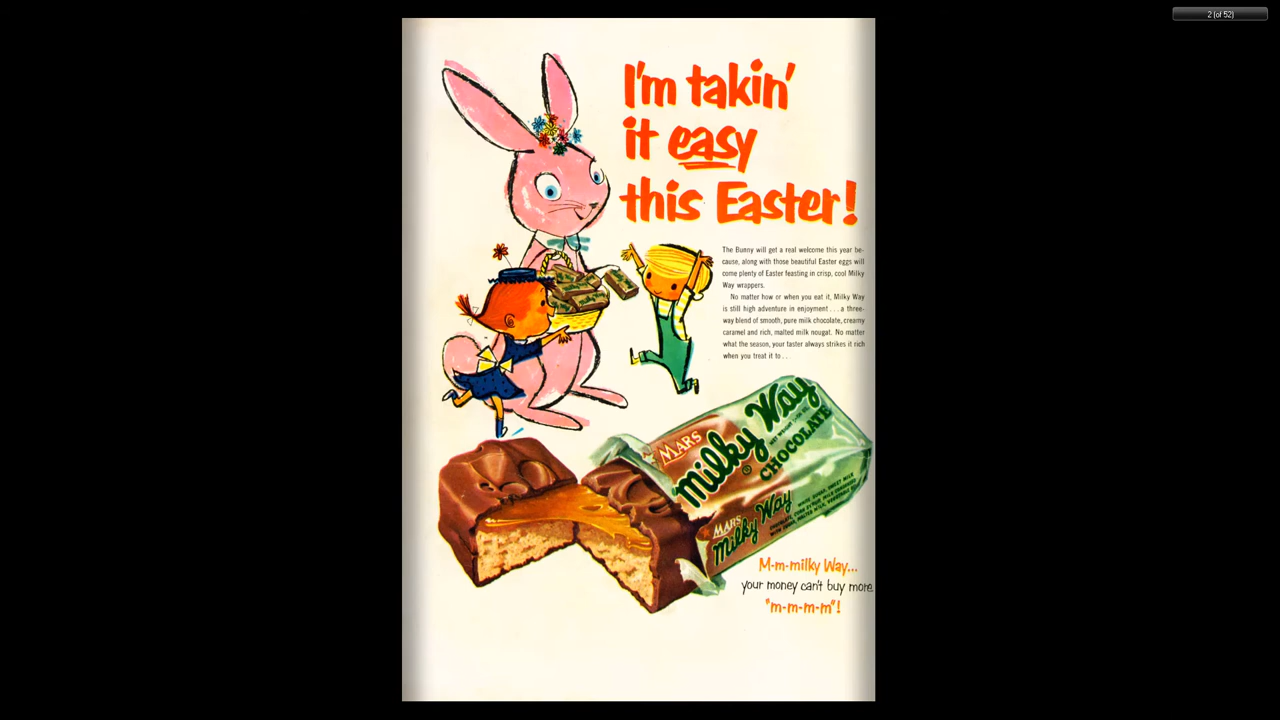 2 (of 52)
I'm takin'
it easy
this Easter!
The Bunny will get a real welcome this year be-
cause, along with those beautiful Easter eggs will
come plenty of Easter feasting in crisp, cool Milky
Way wrappers.
No matter how or when you eat it, Milky Way
is still high adventure in enjoyment . . . a three-
way blend of smooth, pure milk chocolate, creamy
caramel and rich, malted milk nougat. No matter
what the season, your taster always strikes it rich
when you treat it to . . .
MARS
Milky Way
CHOCOLATE
MARS
Milky Way
M-m-milky Way...
your money can't buy more
"m-m-m-m"!